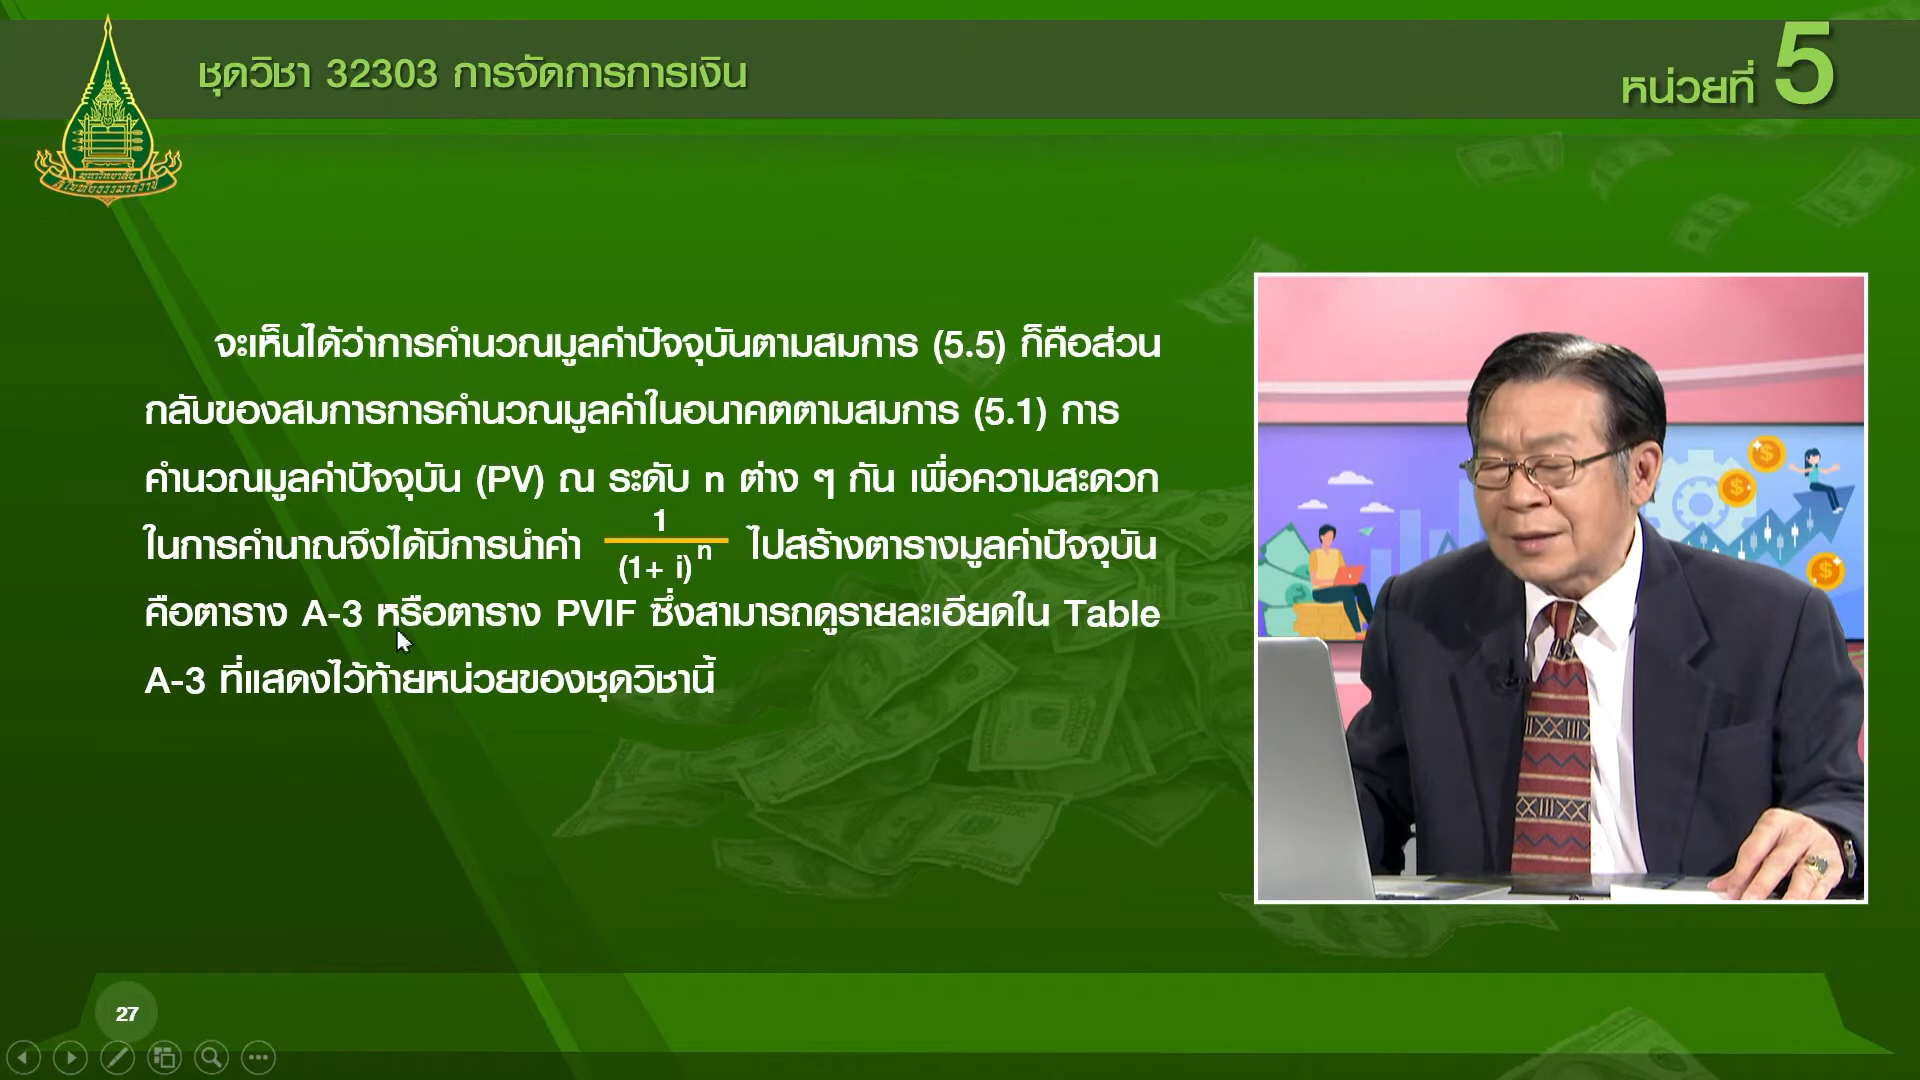 ชุดวิชา 32303 การจัดการการเงิน
หน่วยที่ 5
จะเห็นได้ว่าการคำนวณมูลค่าปัจจุบันตามสมการ (5.5) ก็คือส่วน
กลับของสมการการคำนวณมูลค่าในอนาคตตามสมการ (5.1) การ
คำนวณมูลค่าปัจจุบัน (PV) ณ ระดับ n ต่าง ๆ กัน เพื่อความสะดวก
ในการคำนาณจึงได้มีการนำค่า 1/(1+ i)^n ไปสร้างตารางมูลค่าปัจจุบัน
คือตาราง A-3 หรือตาราง PVIF ซึ่งสามารถดูรายละเอียดใน Table
A-3 ที่แสดงไว้ท้ายหน่วยของชุดวิชานี้
27